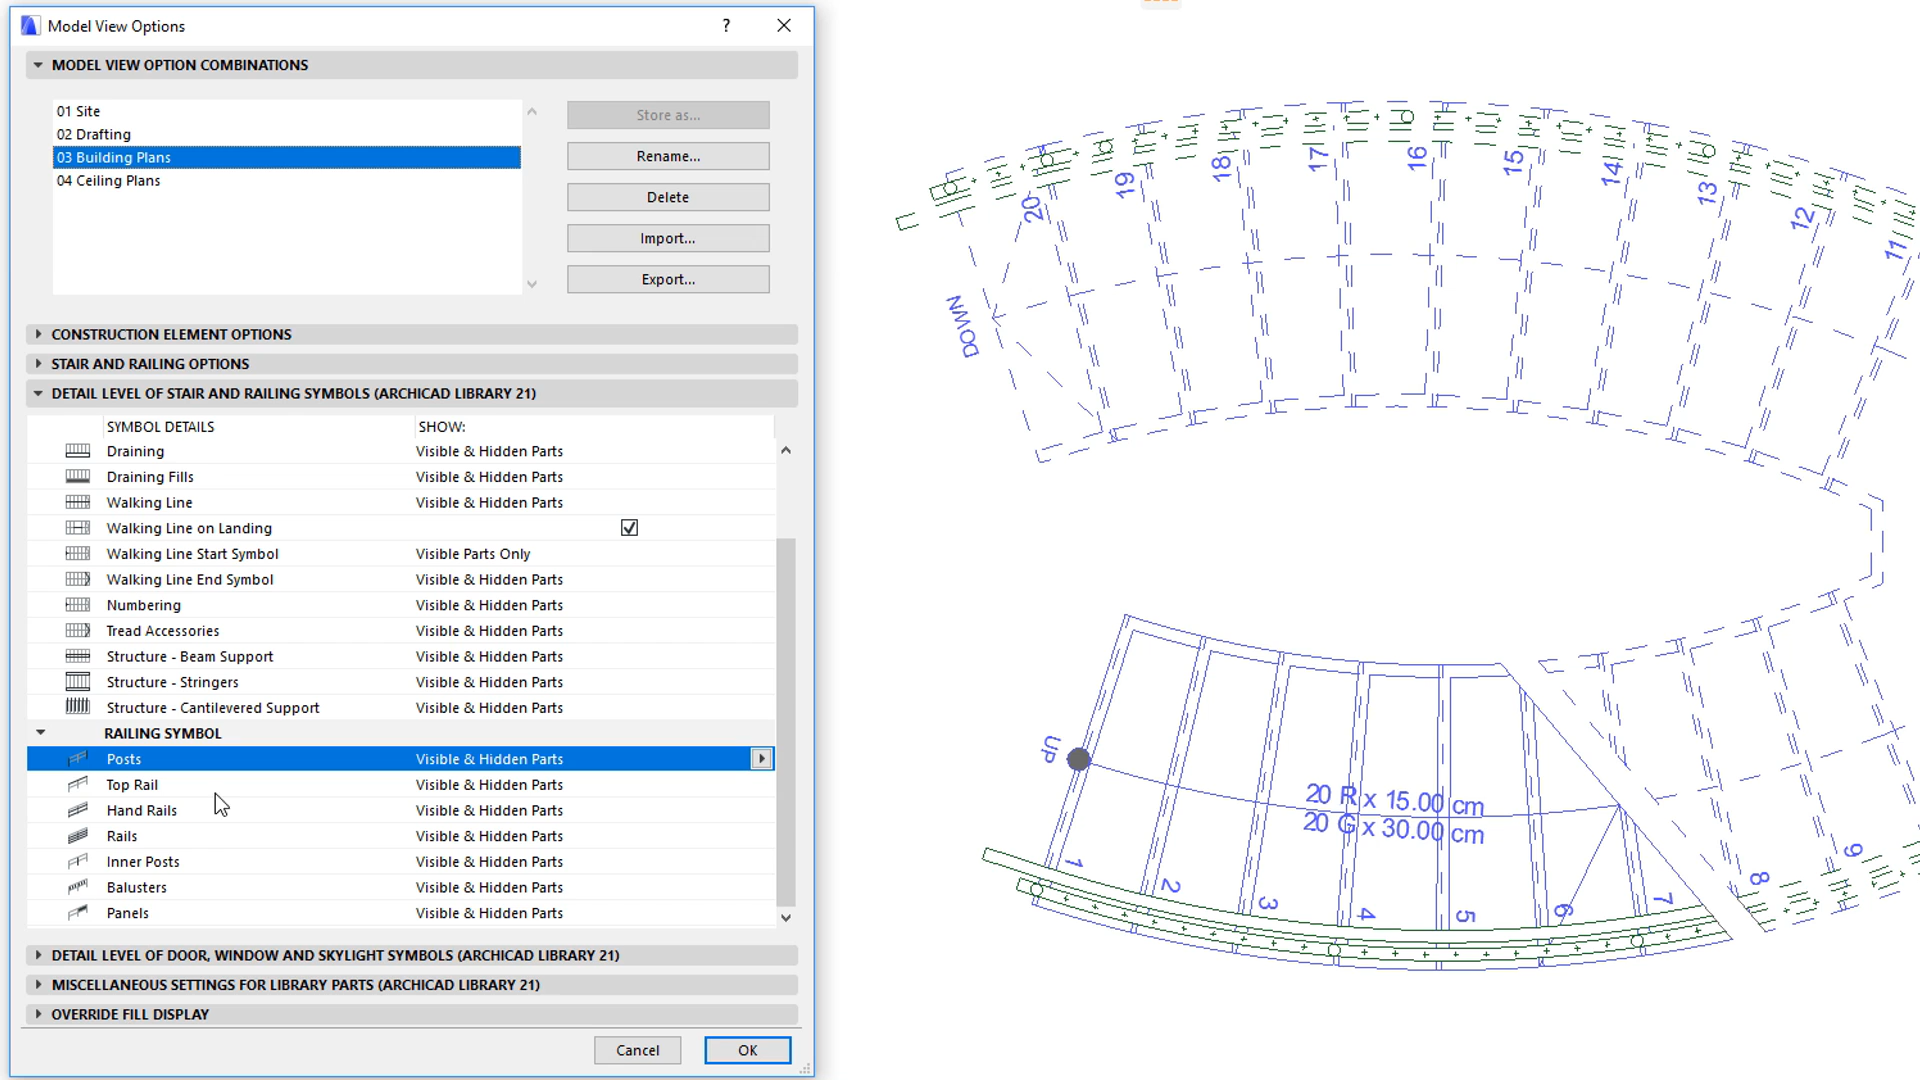 Model View Options
?
MODEL VIEW OPTION COMBINATIONS
01 Site
02 Drafting
03 Building Plans
04 Ceiling Plans
Store as...
Rename...
Delete
Import...
Export...
CONSTRUCTION ELEMENT OPTIONS
STAIR AND RAILING OPTIONS
DETAIL LEVEL OF STAIR AND RAILING SYMBOLS (ARCHICAD LIBRARY 21)
SYMBOL DETAILS SHOW:
Draining Visible & Hidden Parts
Draining Fills Visible & Hidden Parts
Walking Line Visible & Hidden Parts
Walking Line on Landing
Walking Line Start Symbol Visible Parts Only
Walking Line End Symbol Visible & Hidden Parts
Numbering Visible & Hidden Parts
Tread Accessories Visible & Hidden Parts
Structure - Beam Support Visible & Hidden Parts
Structure - Stringers Visible & Hidden Parts
Structure - Cantilevered Support Visible & Hidden Parts
RAILING SYMBOL
Posts Visible & Hidden Parts
Top Rail Visible & Hidden Parts
Hand Rails Visible & Hidden Parts
Rails Visible & Hidden Parts
Inner Posts Visible & Hidden Parts
Balusters Visible & Hidden Parts
Panels Visible & Hidden Parts
DETAIL LEVEL OF DOOR, WINDOW AND SKYLIGHT SYMBOLS (ARCHICAD LIBRARY 21)
MISCELLANEOUS SETTINGS FOR LIBRARY PARTS (ARCHICAD LIBRARY 21)
OVERRIDE FILL DISPLAY
Cancel
OK
20
19
18
17
16
15
14
13
12
11
DOWN
UP
20 R x 15.00 cm
20 G x 30.00 cm
1
2
3
4
5
6
7
8
9